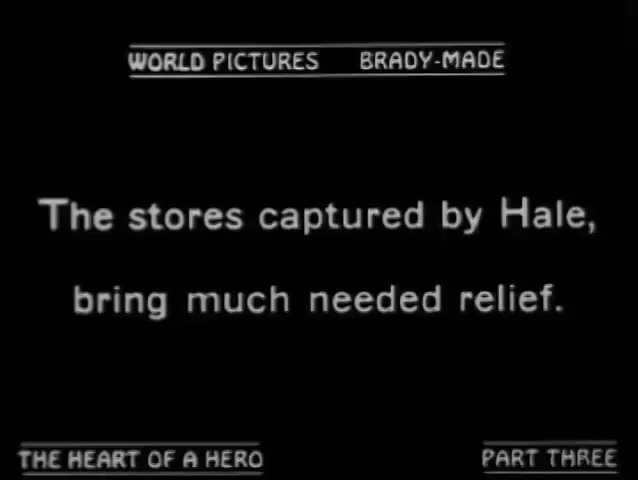 WORLD PICTURES BRADY-MADE
The stores captured by Hale,
bring much needed relief.
THE HEART OF A HERO PART THREE